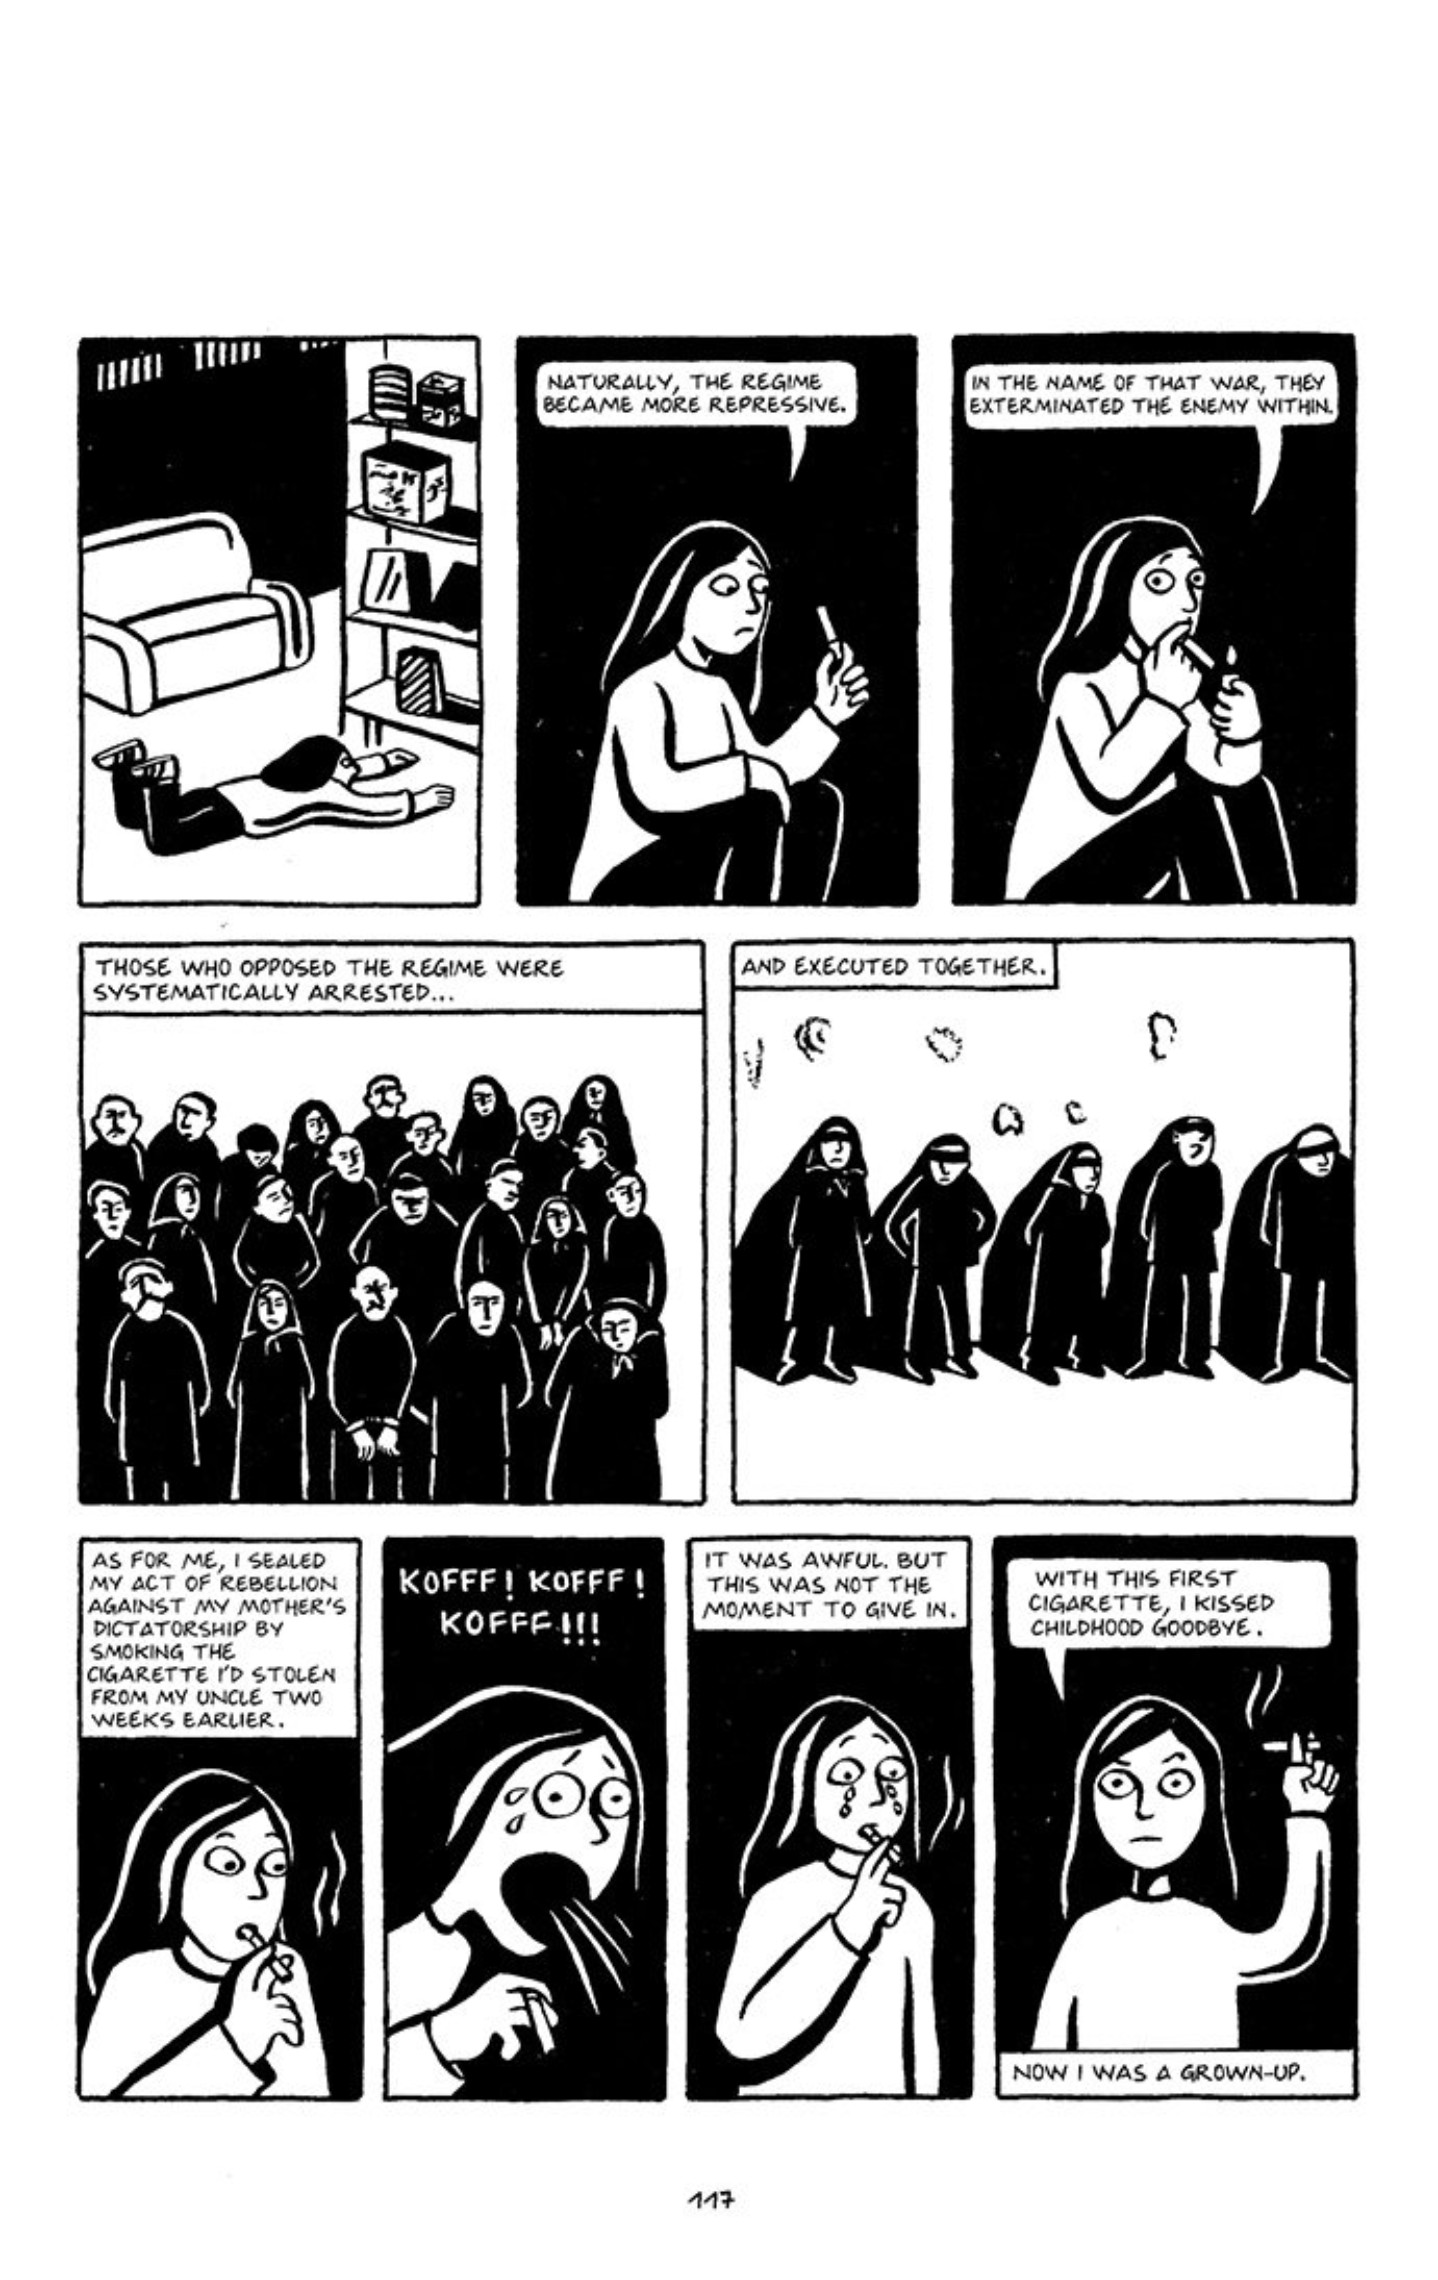 NATURALLY, THE REGIME
BECAME MORE REPRESSIVE.
IN THE NAME OF THAT WAR, THEY
EXTERMINATED THE ENEMY WITHIN.
THOSE WHO OPPOSED THE REGIME WERE
SYSTEMATICALLY ARRESTED...
AND EXECUTED TOGETHER.
AS FOR ME, I SEALED
MY ACT OF REBELLION
AGAINST MY MOTHER'S
DICTATORSHIP BY
SMOKING THE
CIGARETTE I'D STOLEN
FROM MY UNCLE TWO
WEEKS EARLIER.
KOFFF! KOFFF!
KOFFF!!!
IT WAS AWFUL. BUT
THIS WAS NOT THE
MOMENT TO GIVE IN.
WITH THIS FIRST
CIGARETTE, I KISSED
CHILDHOOD GOODBYE.
NOW I WAS A GROWN-UP.
117